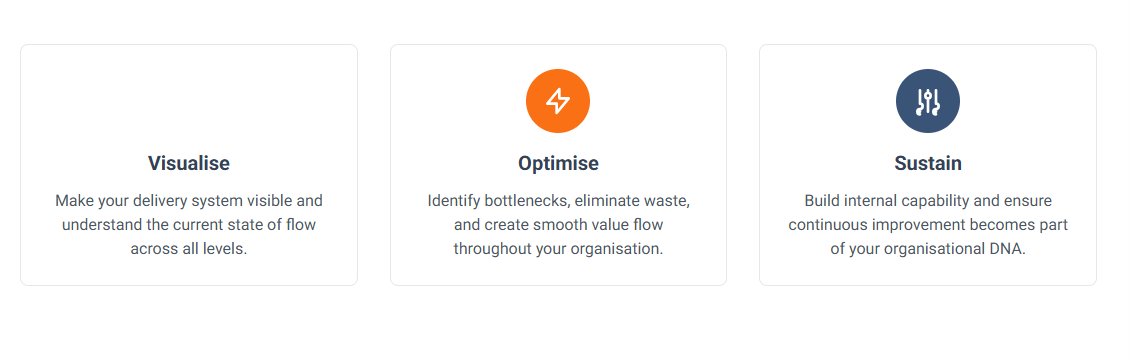 Visualise
Make your delivery system visible and
understand the current state of flow
across all levels.
Optimise
Identify bottlenecks, eliminate waste,
and create smooth value flow
throughout your organisation.
Sustain
Build internal capability and ensure
continuous improvement becomes part
of your organisational DNA.